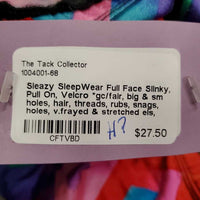 The Tack Collector
1004001-68
Sleazy SleepWear Full Face Slinky,
Pull On, Velcro *gc/fair, big & sm
holes, hair, threads, rubs, snags,
holes, v.frayed & stretched els,
CFTVBD
H?
$27.50